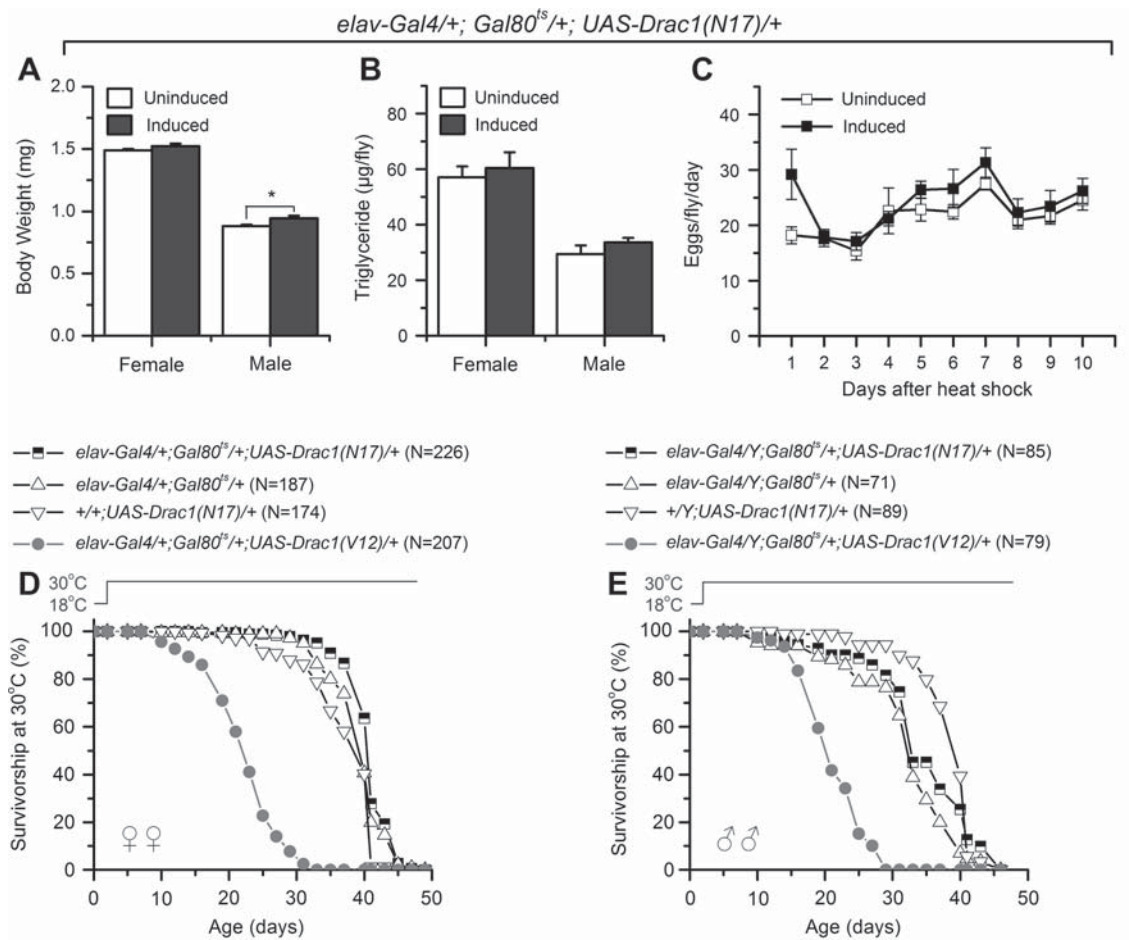 elav-Gal4/+; Gal80ts/+; UAS-Drac1(N17)/+
A
Body Weight (mg)
2.0
1.5
1.0
0.5
0.0
Uninduced
Induced
*
Female Male
B
Triglyceride (μg/fly)
80
60
40
20
0
Uninduced
Induced
Female Male
C
Eggs/fly/day
40
30
20
10
0
Uninduced
Induced
1 2 3 4 5 6 7 8 9 10
Days after heat shock
elav-Gal4/+;Gal80ts/+;UAS-Drac1(N17)/+ (N=226)
elav-Gal4/+;Gal80ts/+ (N=187)
+/+;UAS-Drac1(N17)/+ (N=174)
elav-Gal4/+;Gal80ts/+;UAS-Drac1(V12)/+ (N=207)
elav-Gal4/Y;Gal80ts/+;UAS-Drac1(N17)/+ (N=85)
elav-Gal4/Y;Gal80ts/+ (N=71)
+/Y;UAS-Drac1(N17)/+ (N=89)
elav-Gal4/Y;Gal80ts/+;UAS-Drac1(V12)/+ (N=79)
D
30°C
18°C
Survivorship at 30°C (%)
100
80
60
40
20
0
♀♀
0 10 20 30 40 50
Age (days)
E
30°C
18°C
Survivorship at 30°C (%)
100
80
60
40
20
0
♂♂
0 10 20 30 40 50
Age (days)